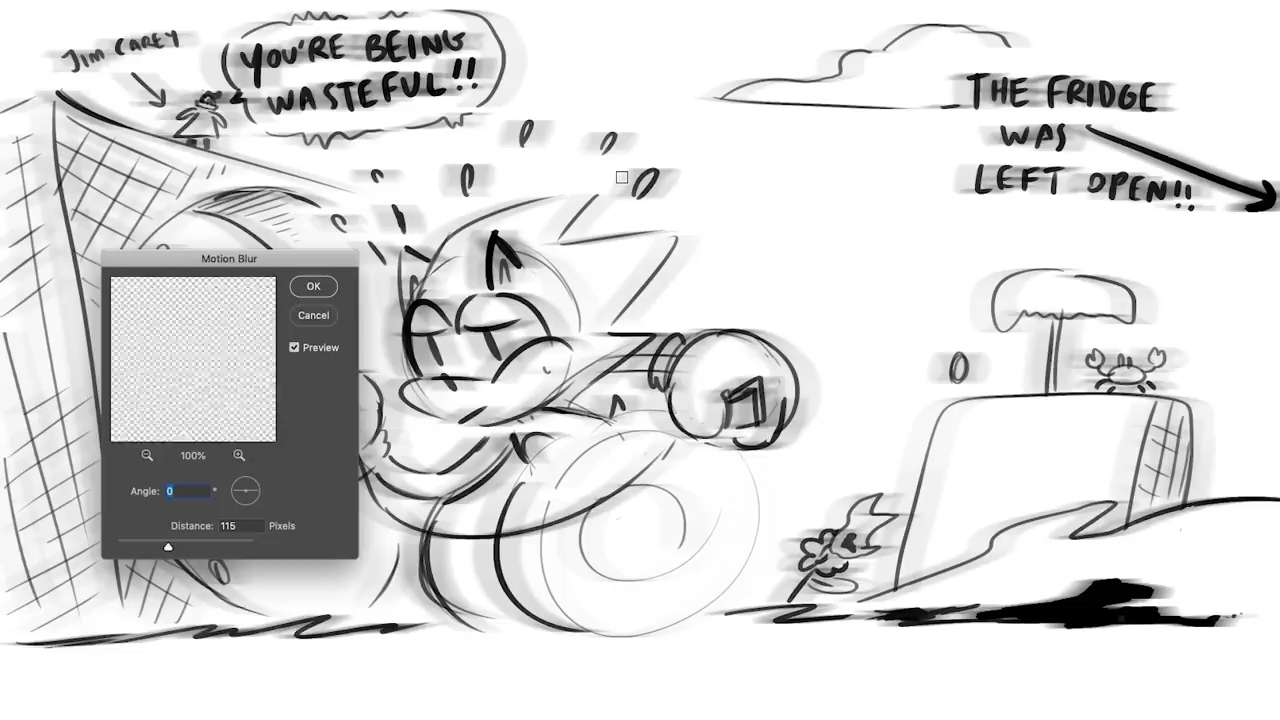 JIM CAREY
YOU'RE BEING
WASTEFUL!!
THE FRIDGE
WAS
LEFT OPEN!!
Motion Blur
OK
Cancel
Preview
100%
Angle: 0 °
Distance: 115 Pixels